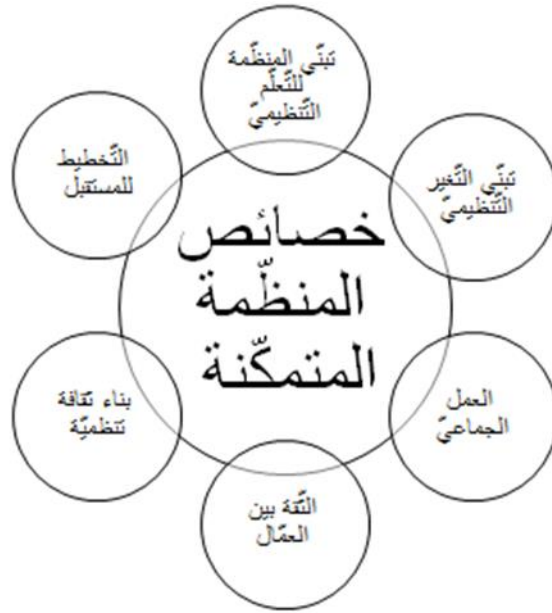 تبنّي المنظّمة
للتّعلّم
التّنظيميّ
تبنّي التّغير
التّنظيميّ
التّخطيط
للمستقبل
خصائص
المنظّمة
المتمكّنة
العمل
الجماعيّ
بناء ثقافة
تنظميّة
الثّقة بين
العمّال